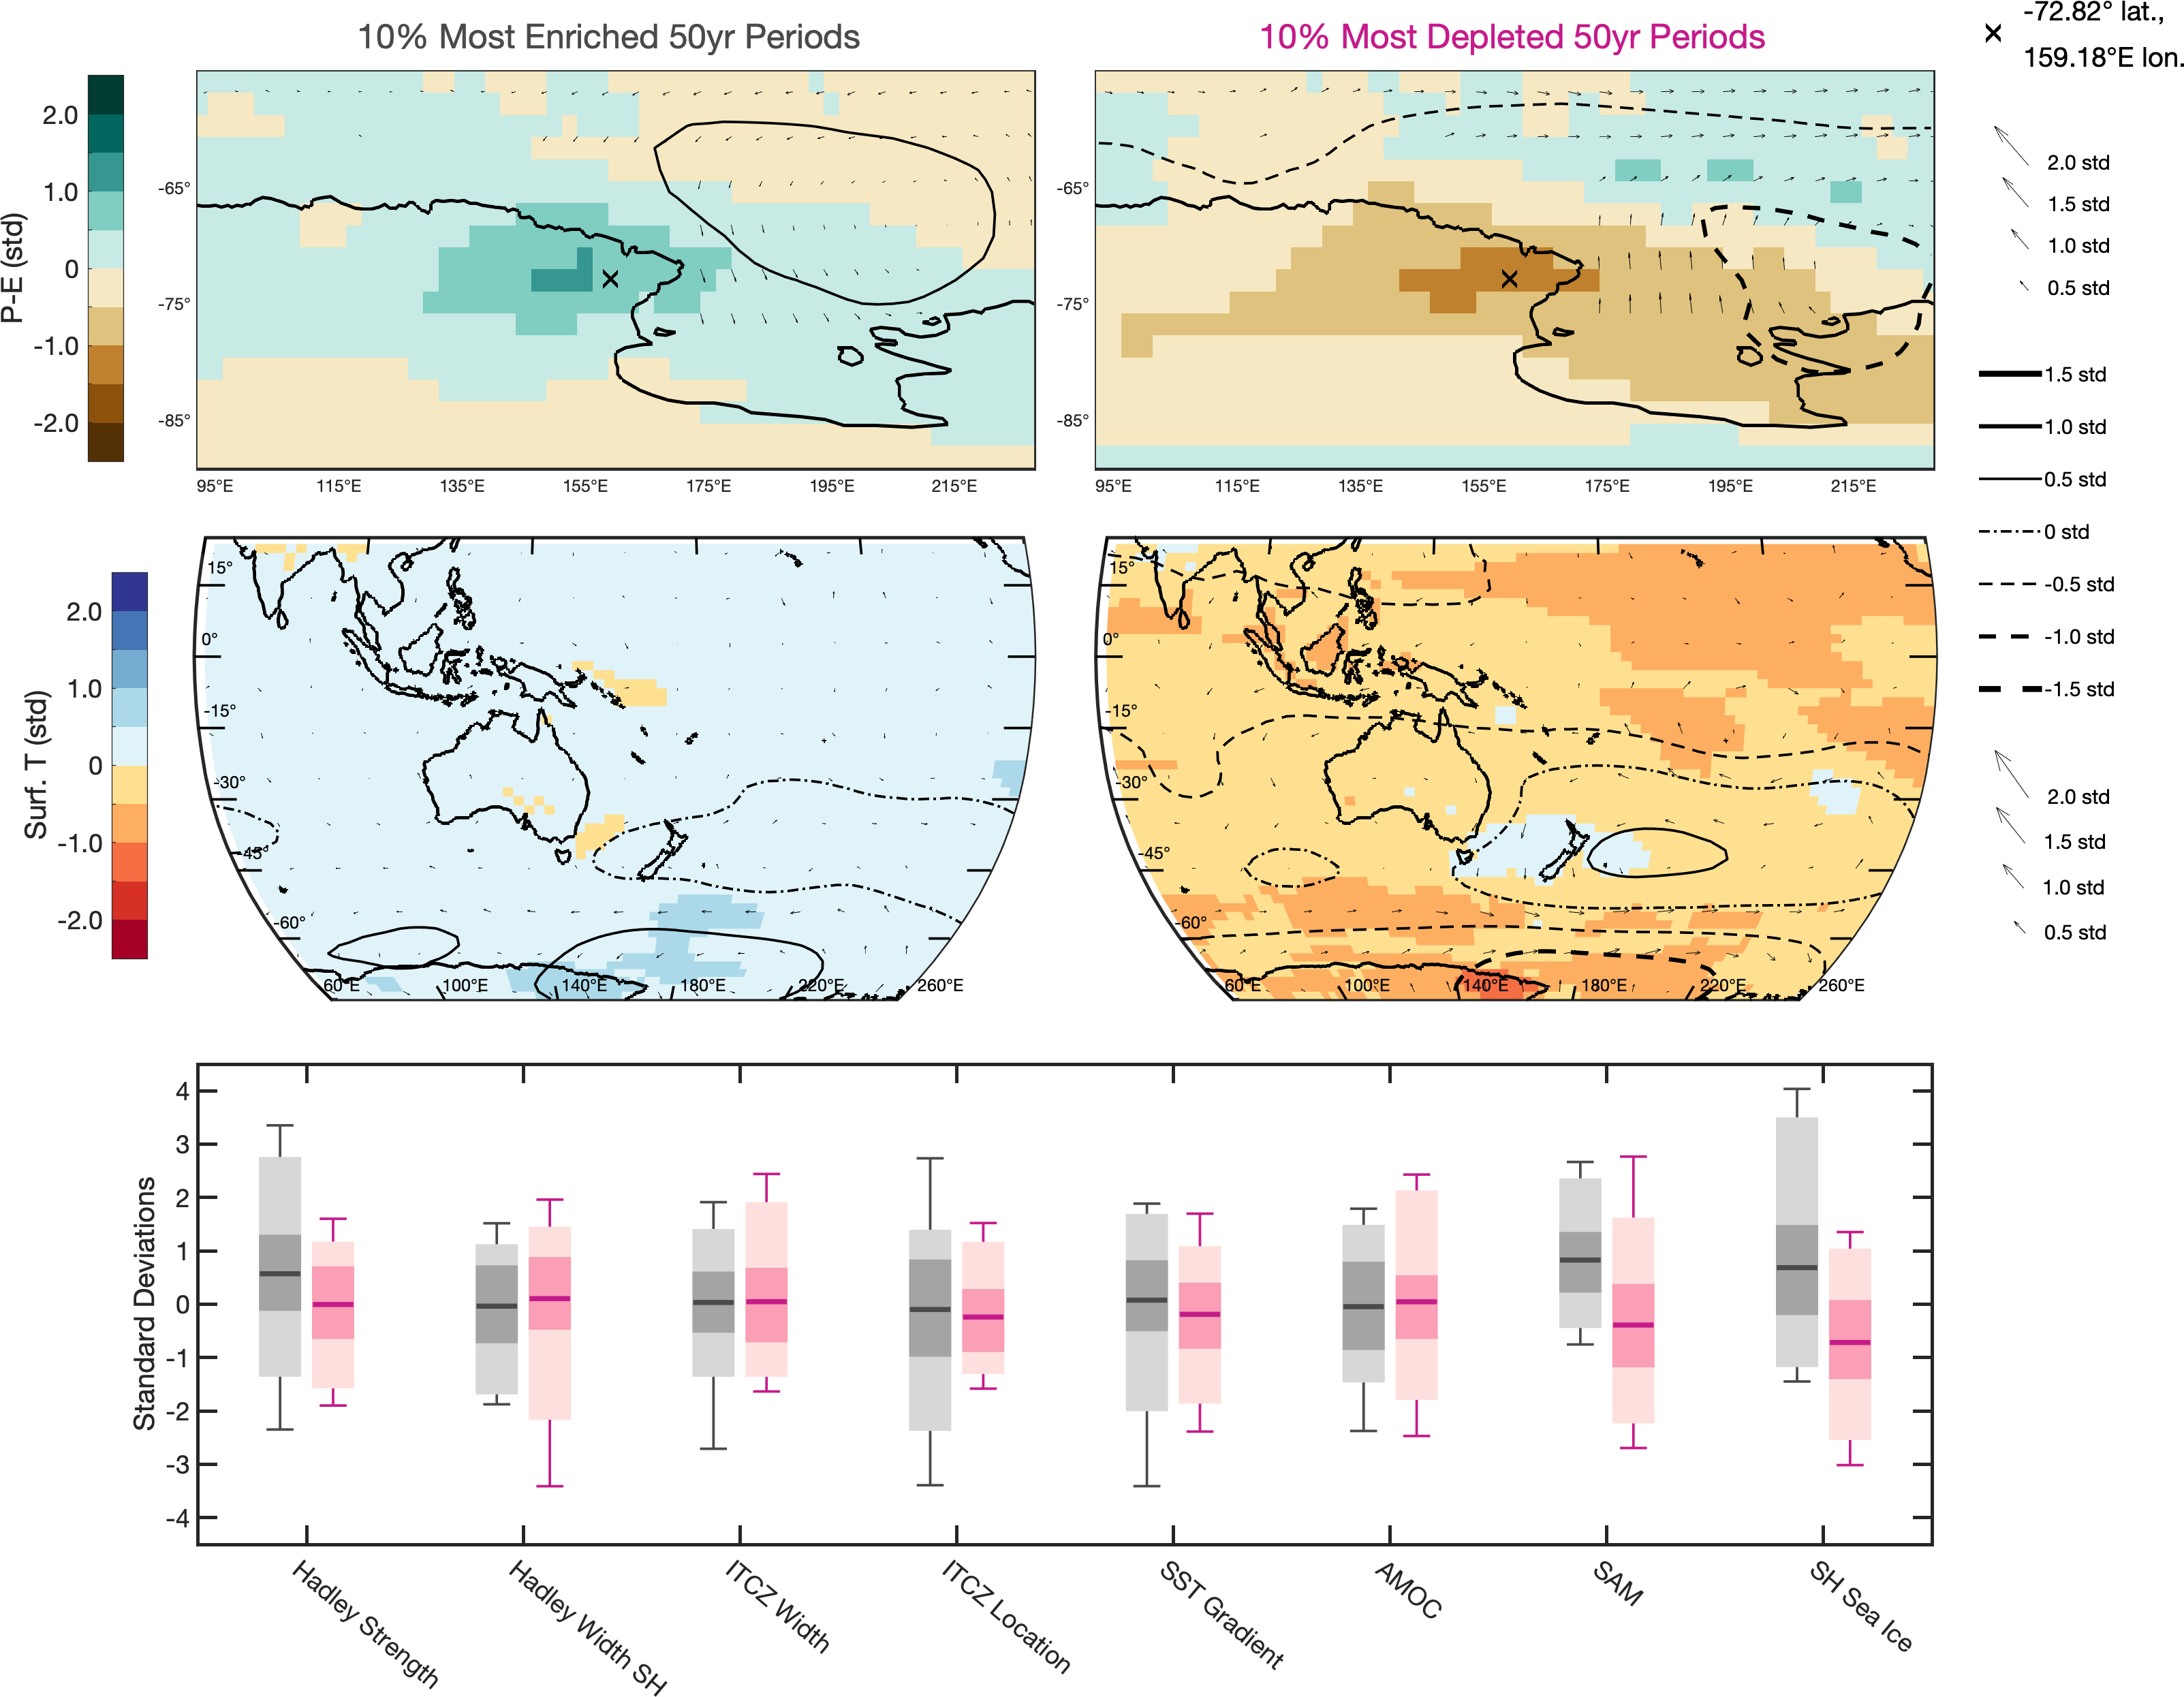 10% Most Enriched 50yr Periods
10% Most Depleted 50yr Periods
-72.82° lat.,
159.18°E lon.
P-E (std)
2.0
1.0
0
-1.0
-2.0
-65°
-75°
-85°
95°E 115°E 135°E 155°E 175°E 195°E 215°E
-65°
-75°
-85°
95°E 115°E 135°E 155°E 175°E 195°E 215°E
2.0 std
1.5 std
1.0 std
0.5 std
1.5 std
1.0 std
0.5 std
0 std
-0.5 std
-1.0 std
-1.5 std
Surf. T (std)
2.0
1.0
0
-1.0
-2.0
15°
0°
-15°
-30°
-45°
-60°
60°E 100°E 140°E 180°E 220°E 260°E
15°
0°
-15°
-30°
-45°
-60°
60°E 100°E 140°E 180°E 220°E 260°E
2.0 std
1.5 std
1.0 std
0.5 std
Standard Deviations
4
3
2
1
0
-1
-2
-3
-4
Hadley Strength
Hadley Width SH
ITCZ Width
ITCZ Location
SST Gradient
AMOC
SAM
SH Sea Ice